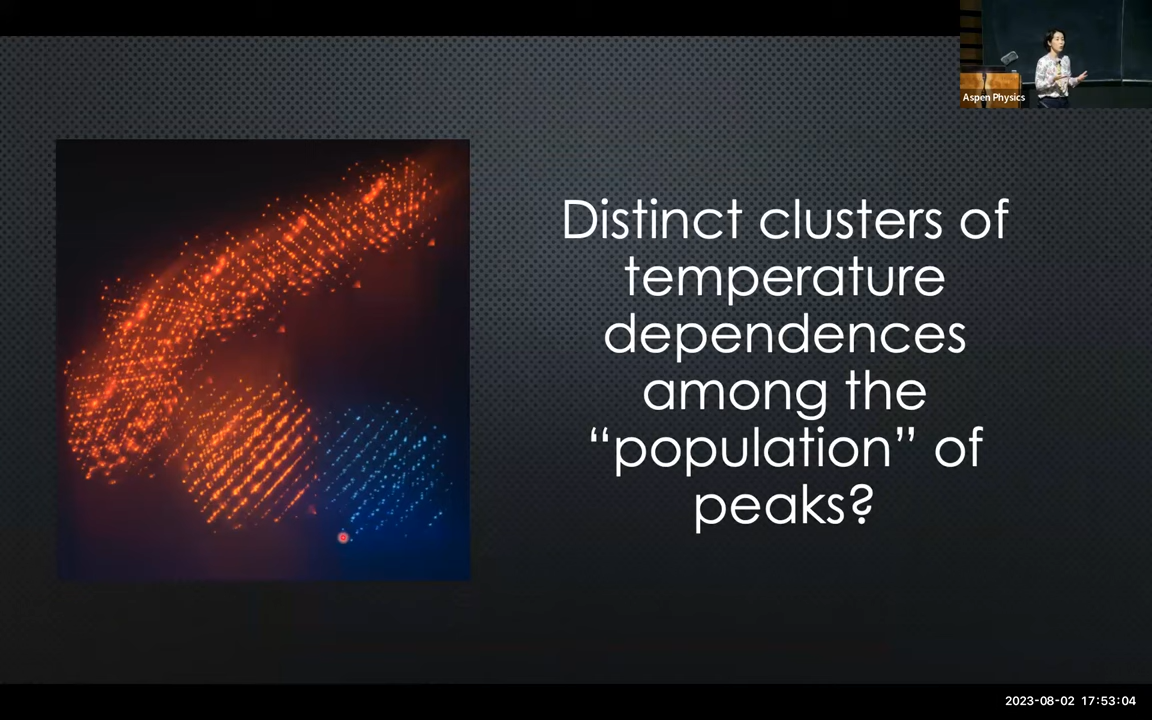 Aspen Physics
Distinct clusters of
temperature
dependences
among the
“population” of
peaks?
2023-08-02 17:53:04